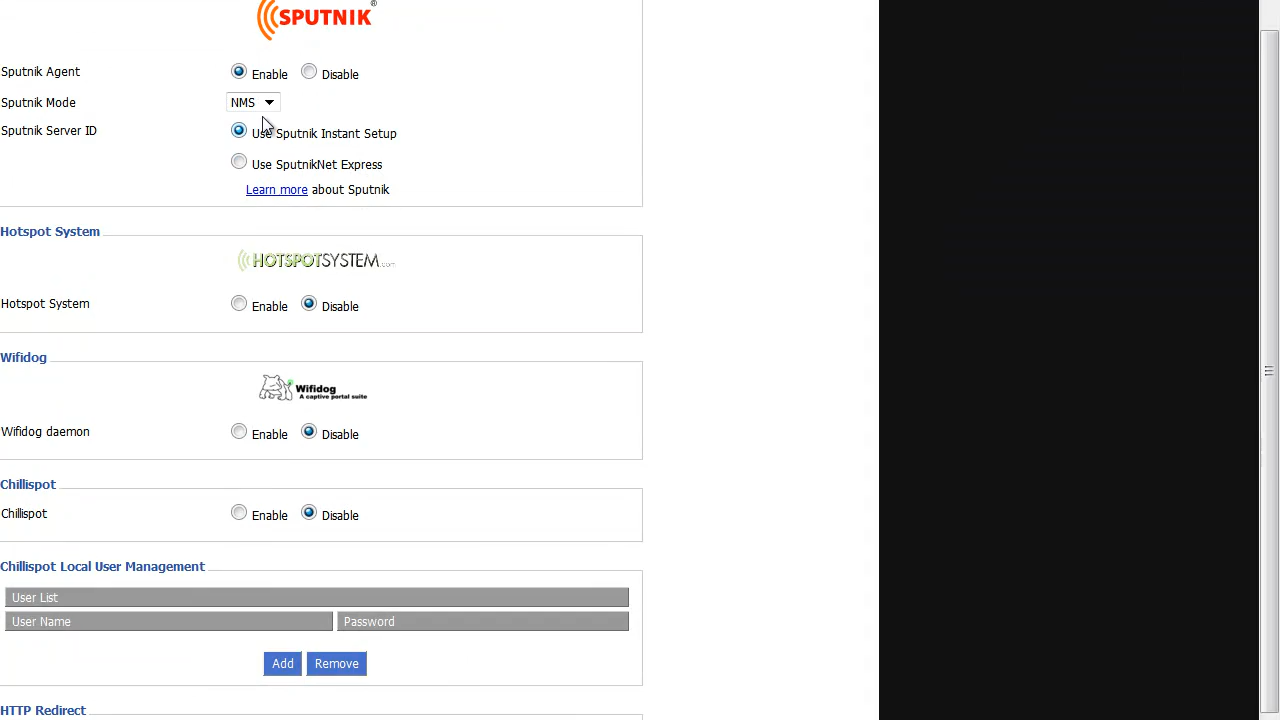 SPUTNIK®
Sputnik Agent Enable Disable
Sputnik Mode NMS
Sputnik Server ID Use Sputnik Instant Setup
Use SputnikNet Express
Learn more about Sputnik
Hotspot System
HOTSPOTSYSTEM.com
Hotspot System Enable Disable
Wifidog
Wifidog
A captive portal suite
Wifidog daemon Enable Disable
Chillispot
Chillispot Enable Disable
Chillispot Local User Management
User List
User Name Password
Add Remove
HTTP Redirect